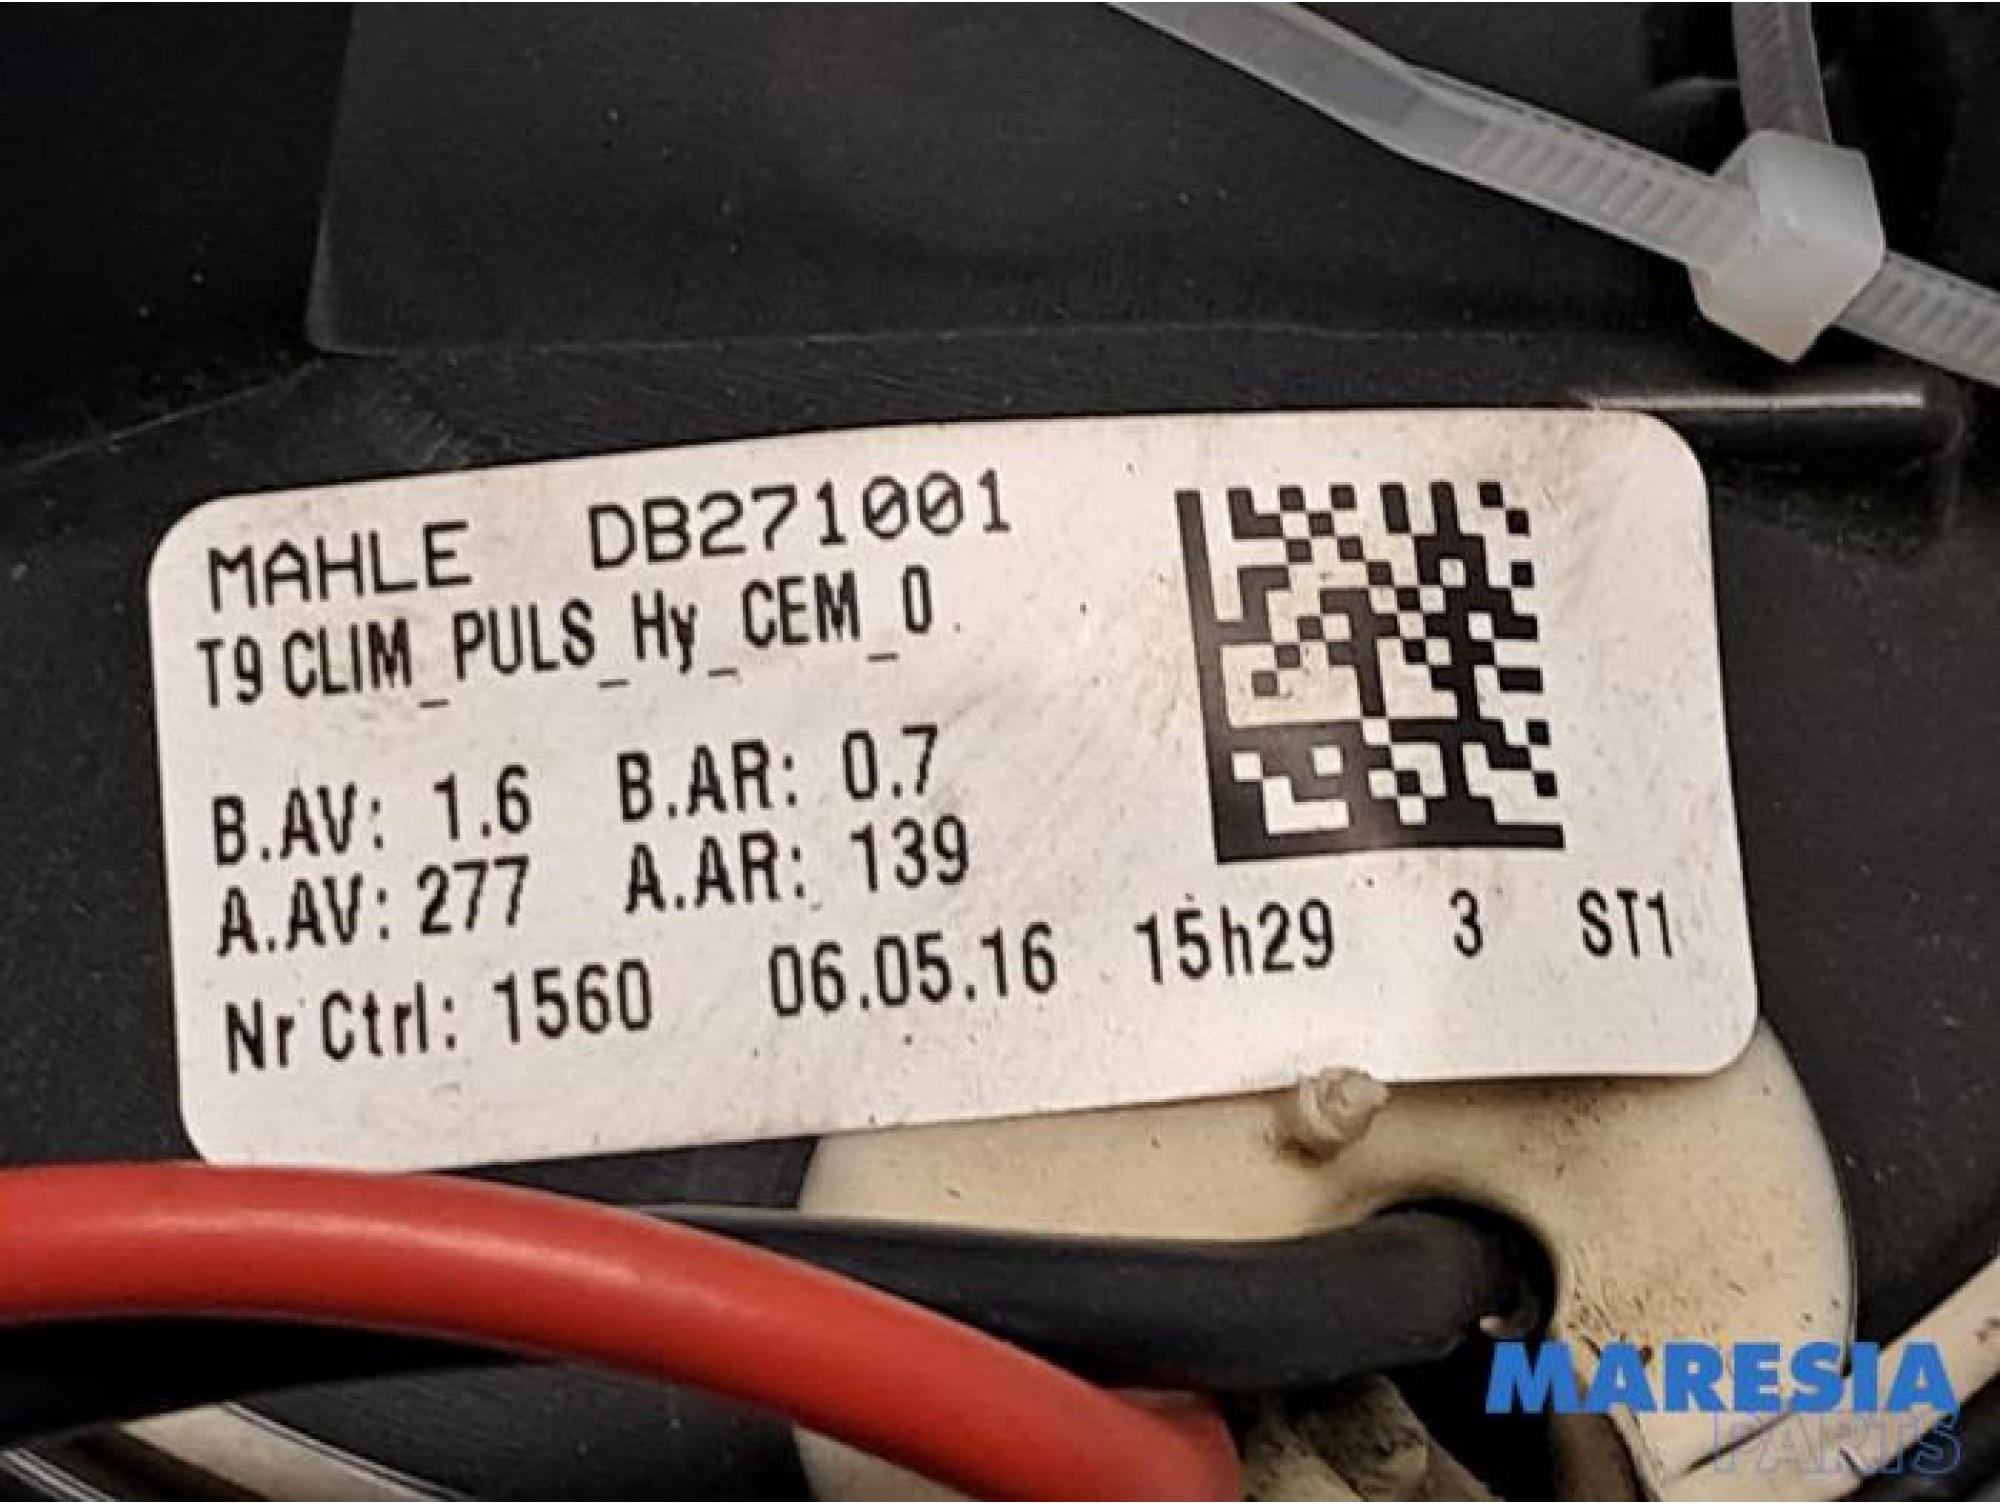 MAHLE DB271001
T9 CLIM_PULS_Hy_CEM_0
B.AV: 1.6 B.AR: 0.7
A.AV: 277 A.AR: 139
Nr Ctrl: 1560 06.05.16 15h29 3 ST1
MARESIA
PARTS